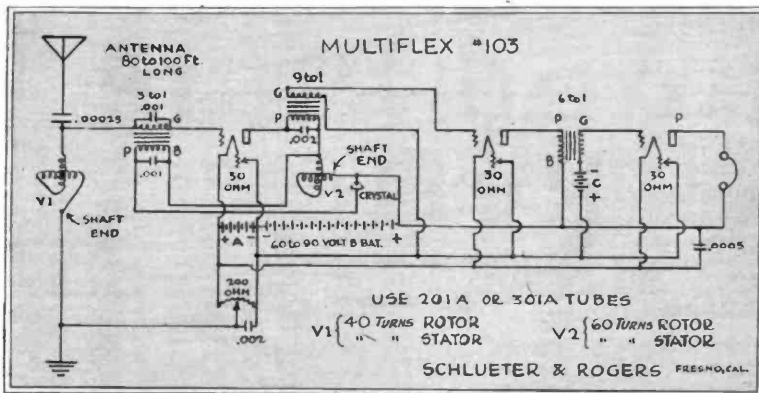 MULTIFLEX #103
ANTENNA
80 to 100 Ft.
LONG
.00025
3 to 1
.001
G
P
B
.001
V1
SHAFT
END
30
OHM
9 to 1
G
P
.002
SHAFT
END
V2
CRYSTAL
+ A -
- 60 to 90 VOLT B BAT. +
200
OHM
.002
30
OHM
6 to 1
P
G
B
-
C
+
30
OHM
P
.0005
USE 201A OR 301A TUBES
V1 { 40 TURNS ROTOR
" " STATOR
V2 { 60 TURNS ROTOR
" " STATOR
SCHLUETER & ROGERS FRESNO, CAL.